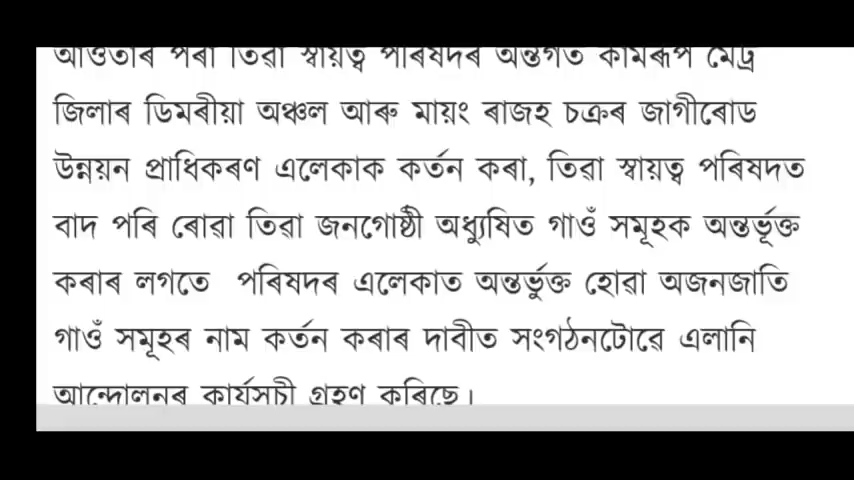 আওতাৰ পৰা তিৱা স্বায়ত্ব পৰিষদৰ অন্তৰ্গত কামৰূপ মেট্ৰ
জিলাৰ ডিমৰীয়া অঞ্চল আৰু মায়ং ৰাজহ চক্ৰৰ জাগীৰোড
উন্নয়ন প্ৰাধিকৰণ এলেকাক কৰ্তন কৰা, তিৱা স্বায়ত্ব পৰিষদত
বাদ পৰি ৰোৱা তিৱা জনগোষ্ঠী অধ্যুষিত গাওঁ সমূহক অন্তৰ্ভূক্ত
কৰাৰ লগতে পৰিষদৰ এলেকাত অন্তৰ্ভুক্ত হোৱা অজনজাতি
গাওঁ সমূহৰ নাম কৰ্তন কৰাৰ দাবীত সংগঠনটোৱে এলানি
আন্দোলনৰ কাৰ্যসূচী গ্ৰহণ কৰিছে।